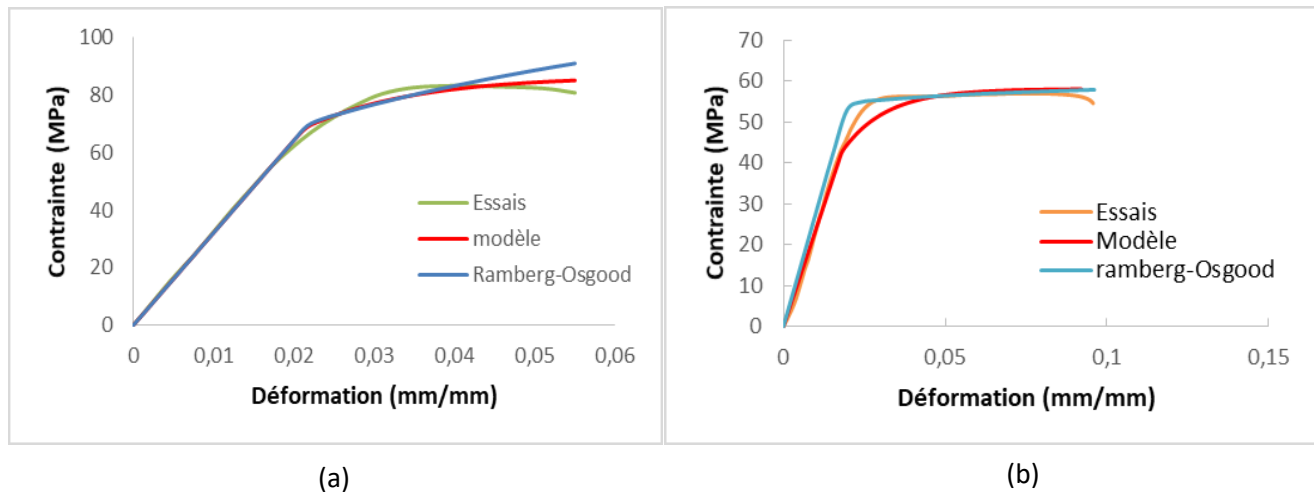 100
80
60
40
20
0
Contrainte (MPa)
Essais
modèle
Ramberg-Osgood
0
0,01
0,02
0,03
0,04
0,05
0,06
Déformation (mm/mm)
(a)
70
60
50
40
30
20
10
0
Contrainte (MPa)
Essais
Modèle
ramberg-Osgood
0
0,05
0,1
0,15
Déformation (mm/mm)
(b)